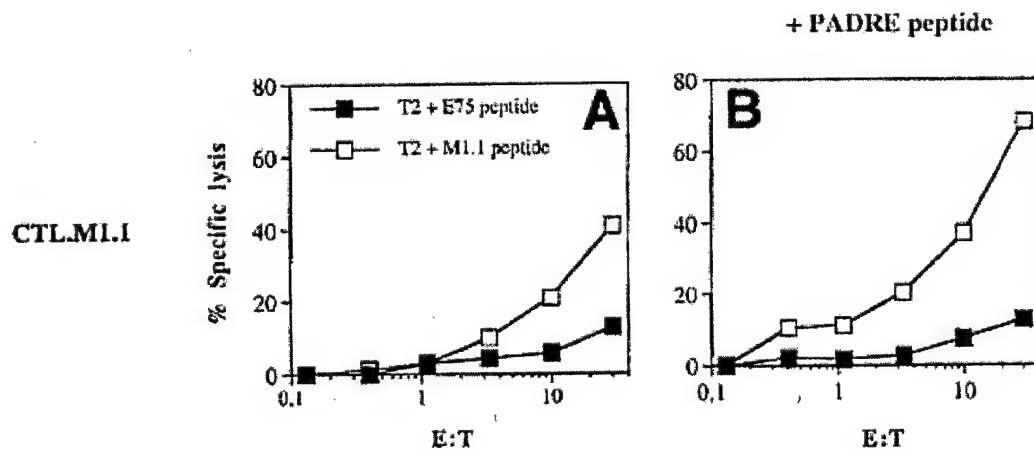 + PADRE peptide
80
60
40
20
0
0.1
1
10
T2 + E75 peptide
T2 + M1.1 peptide
A
% Specific lysis
CTL.M1.1
E:T
80
60
40
20
0
0.1
1
10
B
E:T